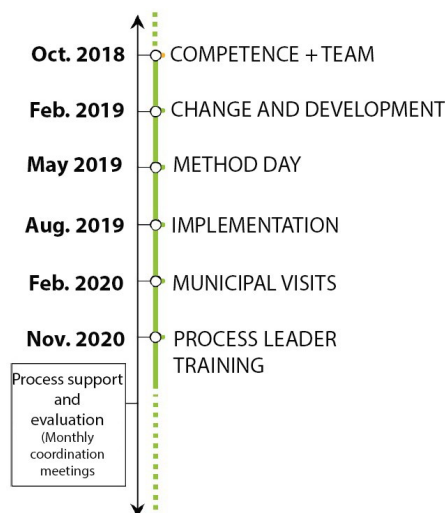 Oct. 2018 COMPETENCE + TEAM
Feb. 2019 CHANGE AND DEVELOPMENT
May 2019 METHOD DAY
Aug. 2019 IMPLEMENTATION
Feb. 2020 MUNICIPAL VISITS
Nov. 2020 PROCESS LEADER
TRAINING
Process support
and
evaluation
(Monthly
coordination
meetings